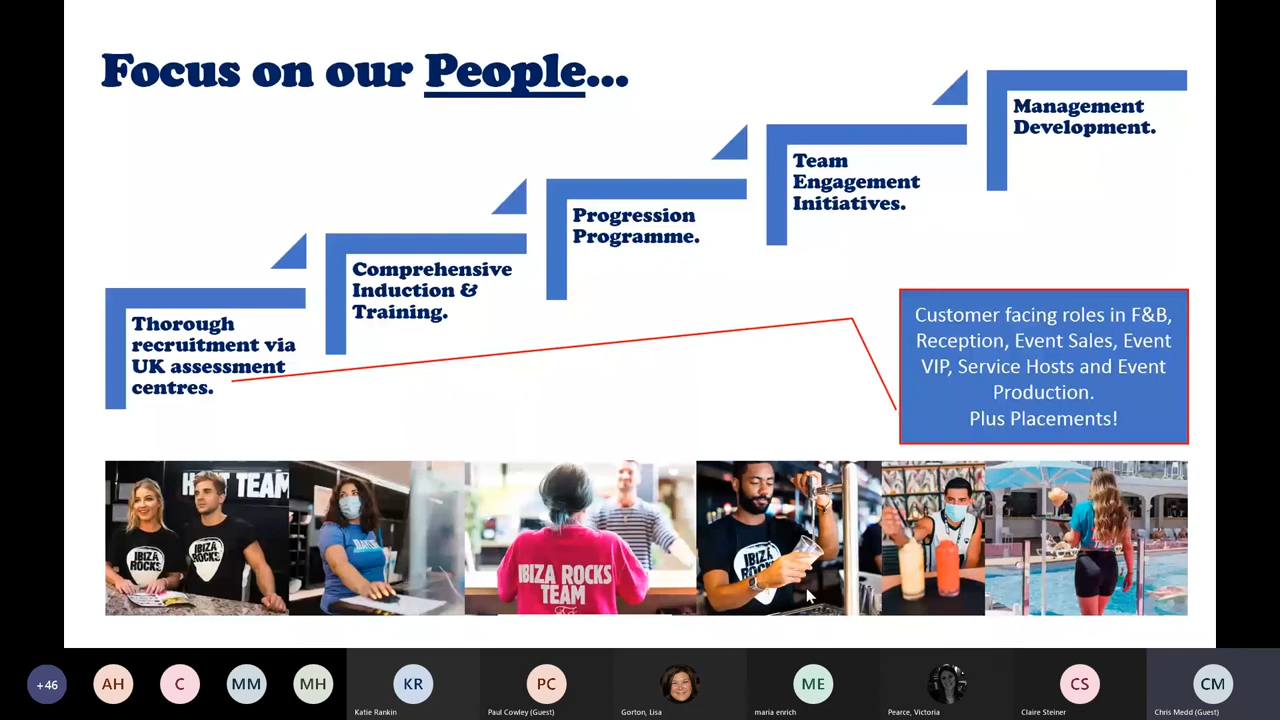 Focus on our People...
Management
Development.
Team
Engagement
Initiatives.
Progression
Programme.
Comprehensive
Induction &
Training.
Thorough
recruitment via
UK assessment
centres.
Customer facing roles in F&B,
Reception, Event Sales, Event
VIP, Service Hosts and Event
Production.
Plus Placements!
TEAM
IBIZA
ROCKS
IBIZA
ROCKS
IBIZA ROCKS
TEAM
IBIZA
+46
AH
C
MM
MH
KR
PC
ME
CS
CM
Katie Rankin
Paul Cowley (Guest)
Gorton, Lisa
maria enrich
Pearce, Victoria
Claire Steiner
Chris Medd (Guest)